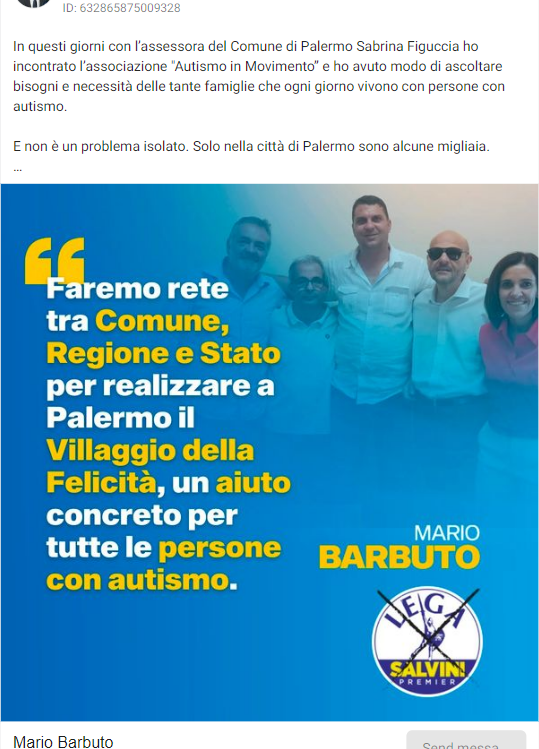 ID: 632865875009328
In questi giorni con l'assessora del Comune di Palermo Sabrina Figuccia ho
incontrato l'associazione "Autismo in Movimento” e ho avuto modo di ascoltare
bisogni e necessità delle tante famiglie che ogni giorno vivono con persone con
autismo.
E non è un problema isolato. Solo nella città di Palermo sono alcune migliaia.
...
“
Faremo rete
tra Comune,
Regione e Stato
per realizzare a
Palermo il
Villaggio della
Felicità, un aiuto
concreto per
tutte le persone
con autismo.
MARIO
BARBUTO
LEGA
SALVINI
PREMIER
Mario Barbuto
Send messa